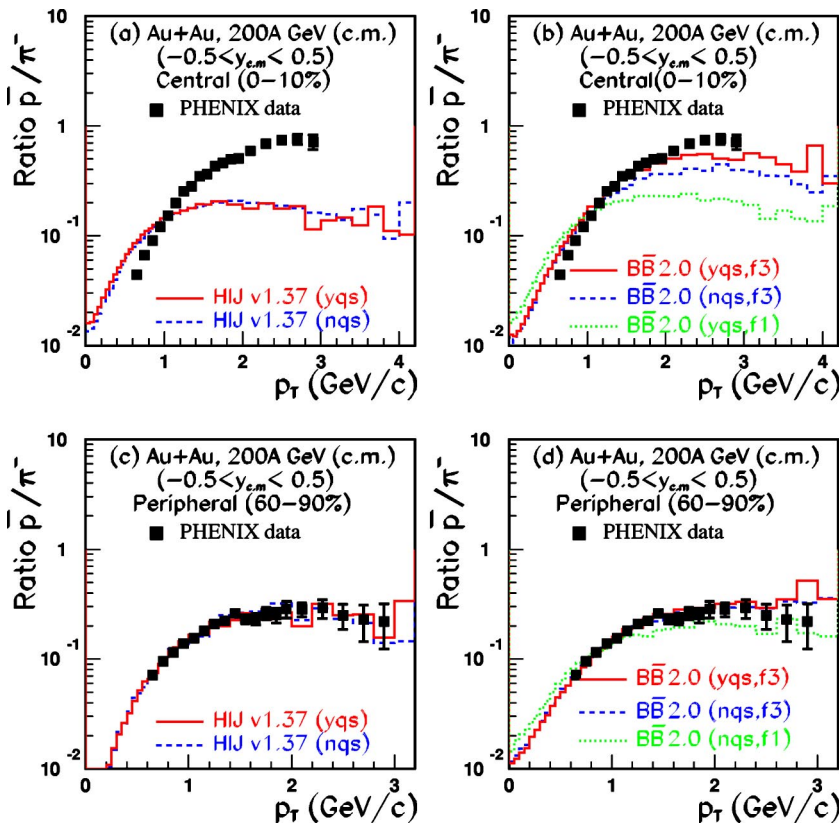 (a) Au+Au, 200A GeV (c.m.)
(−0.5<y_{c.m}< 0.5)
Central (0−10%)
PHENIX data
HIJ v1.37 (yqs)
HIJ v1.37 (nqs)
Ratio p̅/π⁻
10
1
10⁻¹
10⁻²
0 1 2 3 4
p_T (GeV/c)
(b) Au+Au, 200A GeV (c.m.)
(−0.5<y_{c.m}< 0.5)
Central(0−10%)
PHENIX data
BB̅ 2.0 (yqs,f3)
BB̅ 2.0 (nqs,f3)
BB̅ 2.0 (yqs,f1)
Ratio p̅/π⁻
10
1
10⁻¹
10⁻²
0 1 2 3 4
p_T (GeV/c)
(c) Au+Au, 200A GeV (c.m.)
(−0.5<y_{c.m}< 0.5)
Peripheral (60−90%)
PHENIX data
HIJ v1.37 (yqs)
HIJ v1.37 (nqs)
Ratio p̅/π⁻
10
1
10⁻¹
10⁻²
0 1 2 3
p_T (GeV/c)
(d) Au+Au, 200A GeV (c.m.)
(−0.5<y_{c.m}< 0.5)
Peripheral (60−90%)
PHENIX data
BB̅ 2.0 (yqs,f3)
BB̅ 2.0 (nqs,f3)
BB̅ 2.0 (nqs,f1)
Ratio p̅/π⁻
10
1
10⁻¹
10⁻²
0 1 2 3
p_T (GeV/c)